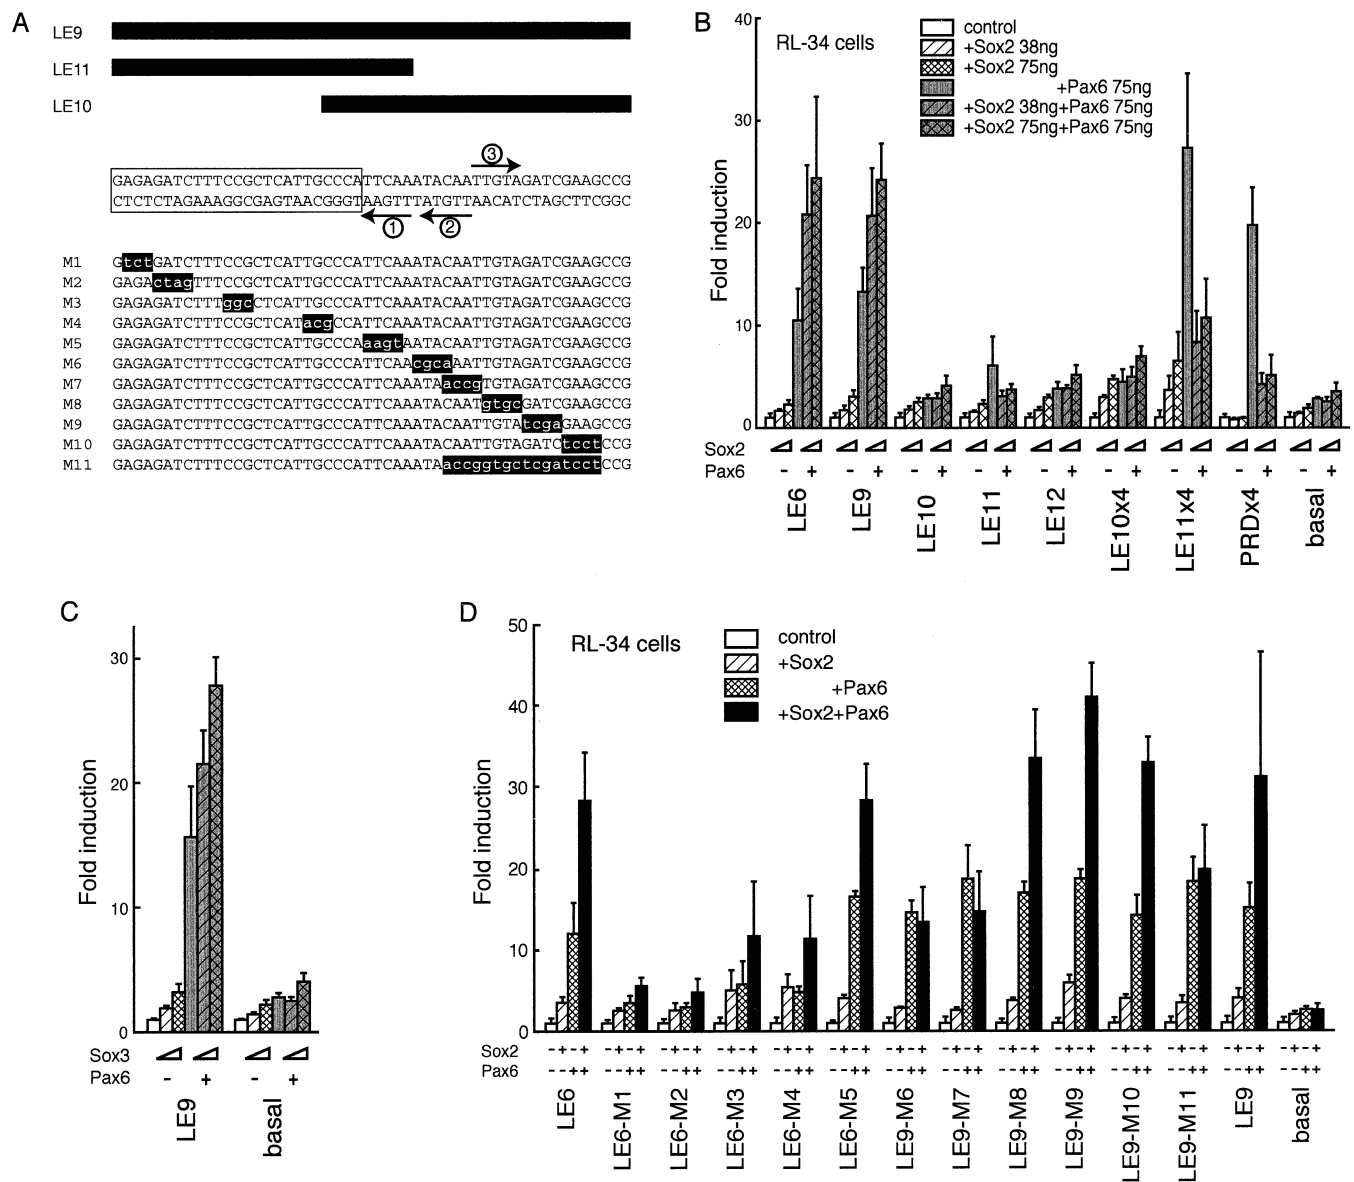 A
LE9
LE11
LE10
③
GAGAGATCTTTCCGCTCATTGCCCATTCAAATACAATTGTAGATCGAAGCCG
CTCTCTAGAAAGGCGAGTAACGGGTAAGTTTATGTTAACATCTAGCTTCGGC
① ②
M1 GtctGATCTTTCCGCTCATTGCCCATTCAAATACAATTGTAGATCGAAGCCG
M2 GAGActagTTTCCGCTCATTGCCCATTCAAATACAATTGTAGATCGAAGCCG
M3 GAGAGATCTTTggcCTCATTGCCCATTCAAATACAATTGTAGATCGAAGCCG
M4 GAGAGATCTTTCCGCTCATacgCCATTCAAATACAATTGTAGATCGAAGCCG
M5 GAGAGATCTTTCCGCTCATTGCCCAaagtAATACAATTGTAGATCGAAGCCG
M6 GAGAGATCTTTCCGCTCATTGCCCATTCAAcgcaAATTGTAGATCGAAGCCG
M7 GAGAGATCTTTCCGCTCATTGCCCATTCAAATAaccgTGTAGATCGAAGCCG
M8 GAGAGATCTTTCCGCTCATTGCCCATTCAAATACAATgtgcGATCGAAGCCG
M9 GAGAGATCTTTCCGCTCATTGCCCATTCAAATACAATTGTAtcgaGAAGCCG
M10 GAGAGATCTTTCCGCTCATTGCCCATTCAAATACAATTGTAGATCtcctCCG
M11 GAGAGATCTTTCCGCTCATTGCCCATTCAAATAaccggtgctcgatcctCCG
B
RL-34 cells
control
+Sox2 38ng
+Sox2 75ng
+Pax6 75ng
+Sox2 38ng+Pax6 75ng
+Sox2 75ng+Pax6 75ng
Fold induction
40
30
20
10
0
Sox2
Pax6 - + - + - + - + - + - + - + - + - +
LE6 LE9 LE10 LE11 LE12 LE10x4 LE11x4 PRDx4 basal
C
Fold induction
30
20
10
0
Sox3
Pax6 - + - +
LE9 basal
D
RL-34 cells
control
+Sox2
+Pax6
+Sox2+Pax6
Fold induction
50
40
30
20
10
0
Sox2 -+-+ -+-+ -+-+ -+-+ -+-+ -+-+ -+-+ -+-+ -+-+ -+-+ -+-+ -+-+ -+-+ -+-+
Pax6 --++ --++ --++ --++ --++ --++ --++ --++ --++ --++ --++ --++ --++ --++
LE6 LE6-M1 LE6-M2 LE6-M3 LE6-M4 LE6-M5 LE9-M6 LE9-M7 LE9-M8 LE9-M9 LE9-M10 LE9-M11 LE9 basal